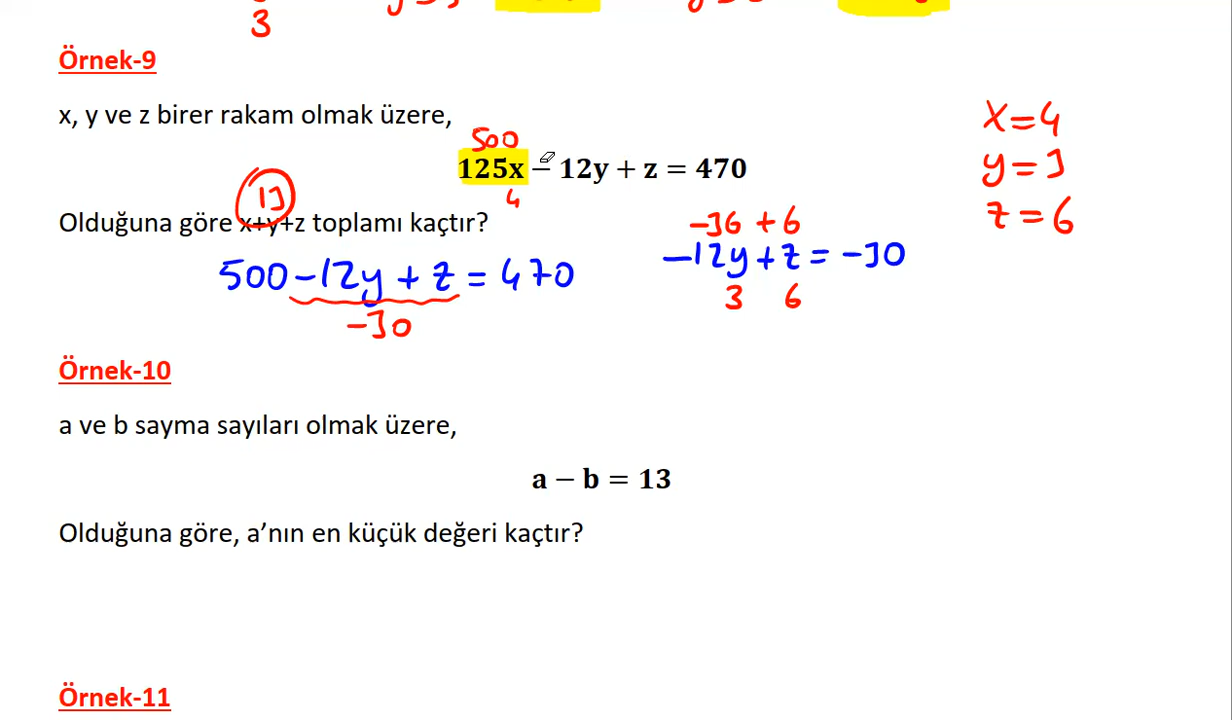 3
Örnek-9
x, y ve z birer rakam olmak üzere,
x = 4
500
125x − 12y + z = 470
y = 3
4
13
Olduğuna göre x+y+z toplamı kaçtır?
z = 6
-36 + 6
500 - 12y + z = 470
-12y + z = -30
3 6
-30
Örnek-10
a ve b sayma sayıları olmak üzere,
a − b = 13
Olduğuna göre, a’nın en küçük değeri kaçtır?
Örnek-11